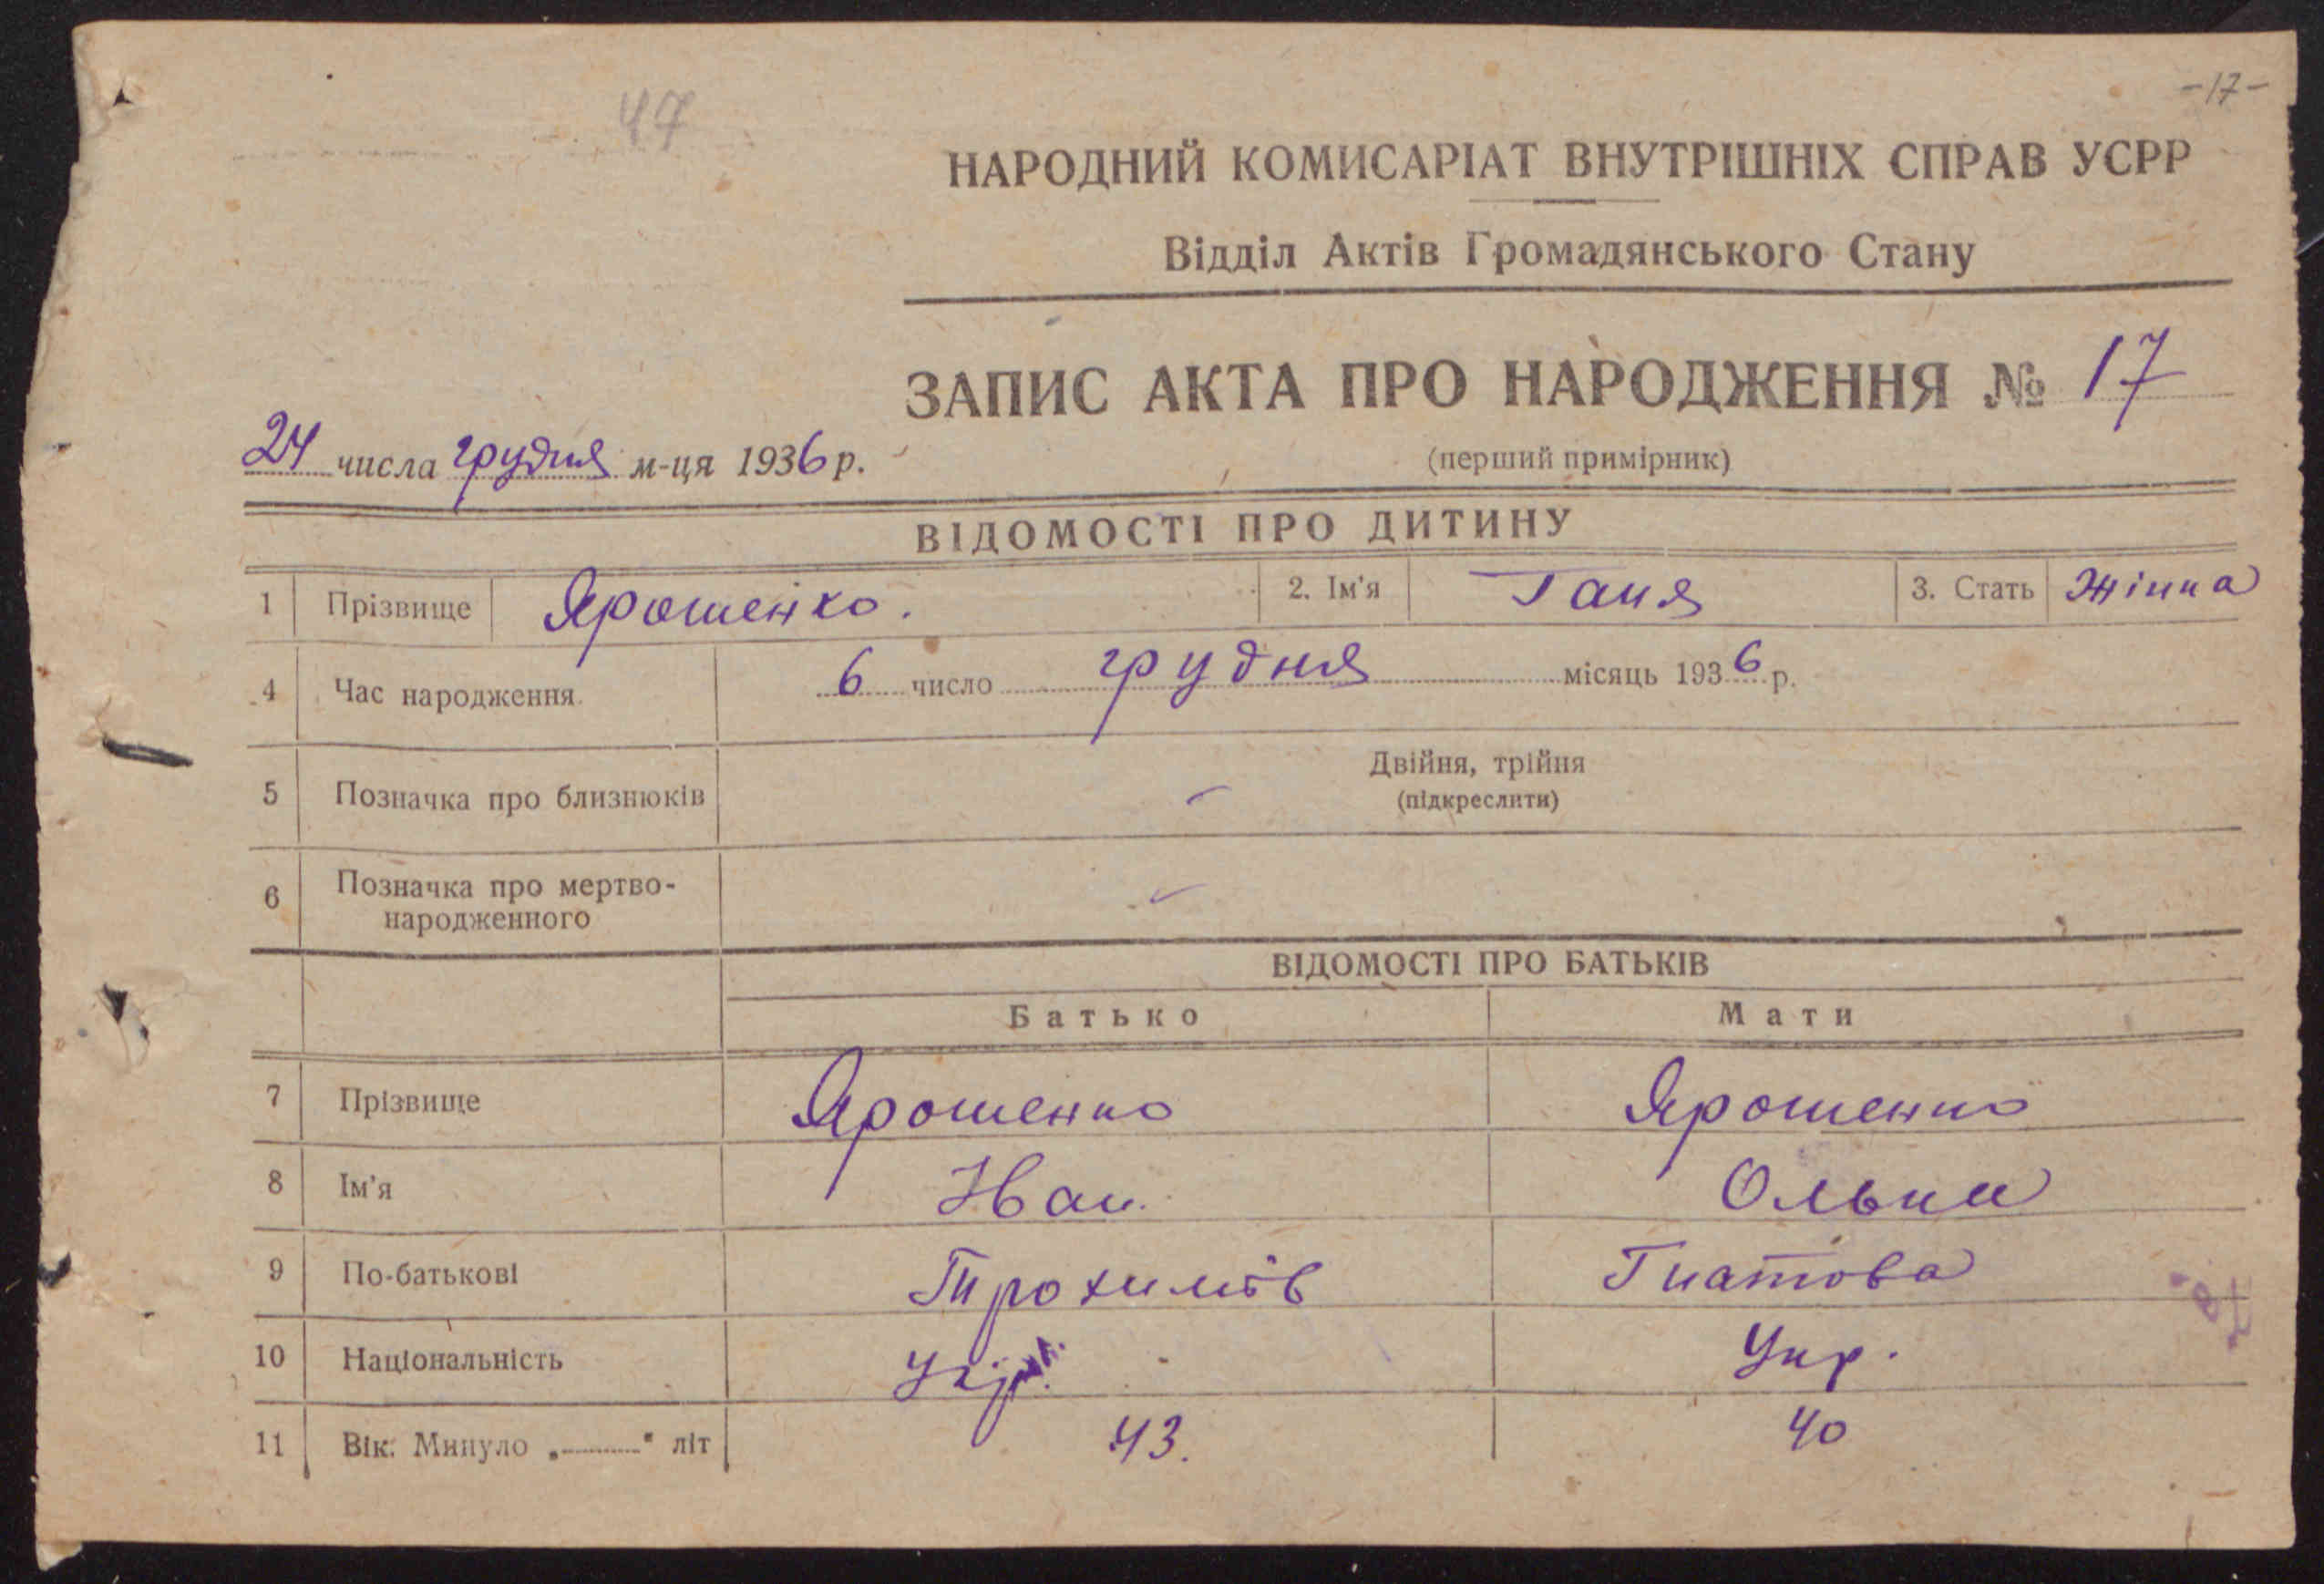 -17-
47
НАРОДНИЙ КОМИСАРІАТ ВНУТРІШНІХ СПРАВ УСРР
Відділ Актів Громадянського Стану
ЗАПИС АКТА ПРО НАРОДЖЕННЯ № 17
24 числа грудня м-ця 1936 р.
(перший примірник)
ВІДОМОСТІ ПРО ДИТИНУ
1 Прізвище Ярошенко. 2. Ім'я Ганя 3. Стать Жінка
4 Час народження 6 число грудня місяць 1936 р.
5 Позначка про близнюків Двійня, трійня
(підкреслити)
6 Позначка про мертво-
народженного
ВІДОМОСТІ ПРО БАТЬКІВ
Батько Мати
7 Прізвище Ярошенко Ярошенко
8 Ім'я Иван.
9 По-батькові Трохимов Гнатова
10 Національність Укр. Укр.
11 Вік: Минуло „ " літ 43. 40